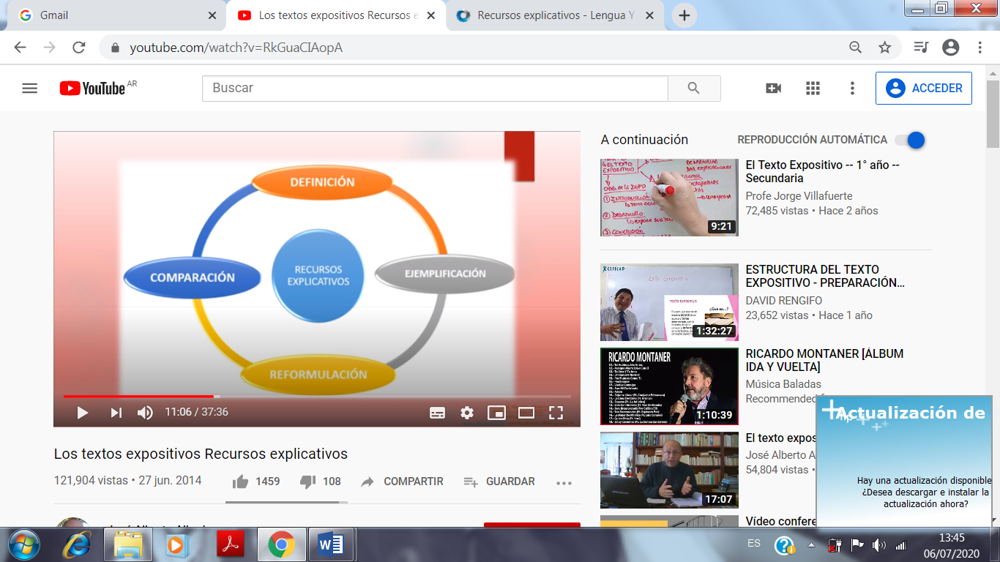 Gmail
Los textos expositivos Recursos e
Recursos explicativos - Lengua Y
youtube.com/watch?v=RkGuaCIAopA
YouTube AR
Buscar
ACCEDER
DEFINICIÓN
COMPARACIÓN
RECURSOS
EXPLICATIVOS
EJEMPLIFICACIÓN
REFORMULACIÓN
11:06 / 37:36
Los textos expositivos Recursos explicativos
121,904 vistas • 27 jun. 2014
1459
108
COMPARTIR
GUARDAR
A continuación
REPRODUCCIÓN AUTOMÁTICA
9:21
El Texto Expositivo -- 1° año --
Secundaria
Profe Jorge Villafuerte
72,485 vistas • Hace 2 años
CEFICAD
TEXTO EXPOSITIVO
¿Qué es...?
1:32:27
ESTRUCTURA DEL TEXTO
EXPOSITIVO - PREPARACIÓN...
DAVID RENGIFO
23,652 vistas • Hace 1 año
RICARDO MONTANER
1:10:39
RICARDO MONTANER [ÁLBUM
IDA Y VUELTA]
Música Baladas
Recommended f
17:07
El texto expos
José Alberto A
54,804 vistas •
Vídeo confere
Actualización de
Hay una actualización disponible
¿Desea descargar e instalar la
actualización ahora?
ES
13:45
06/07/2020